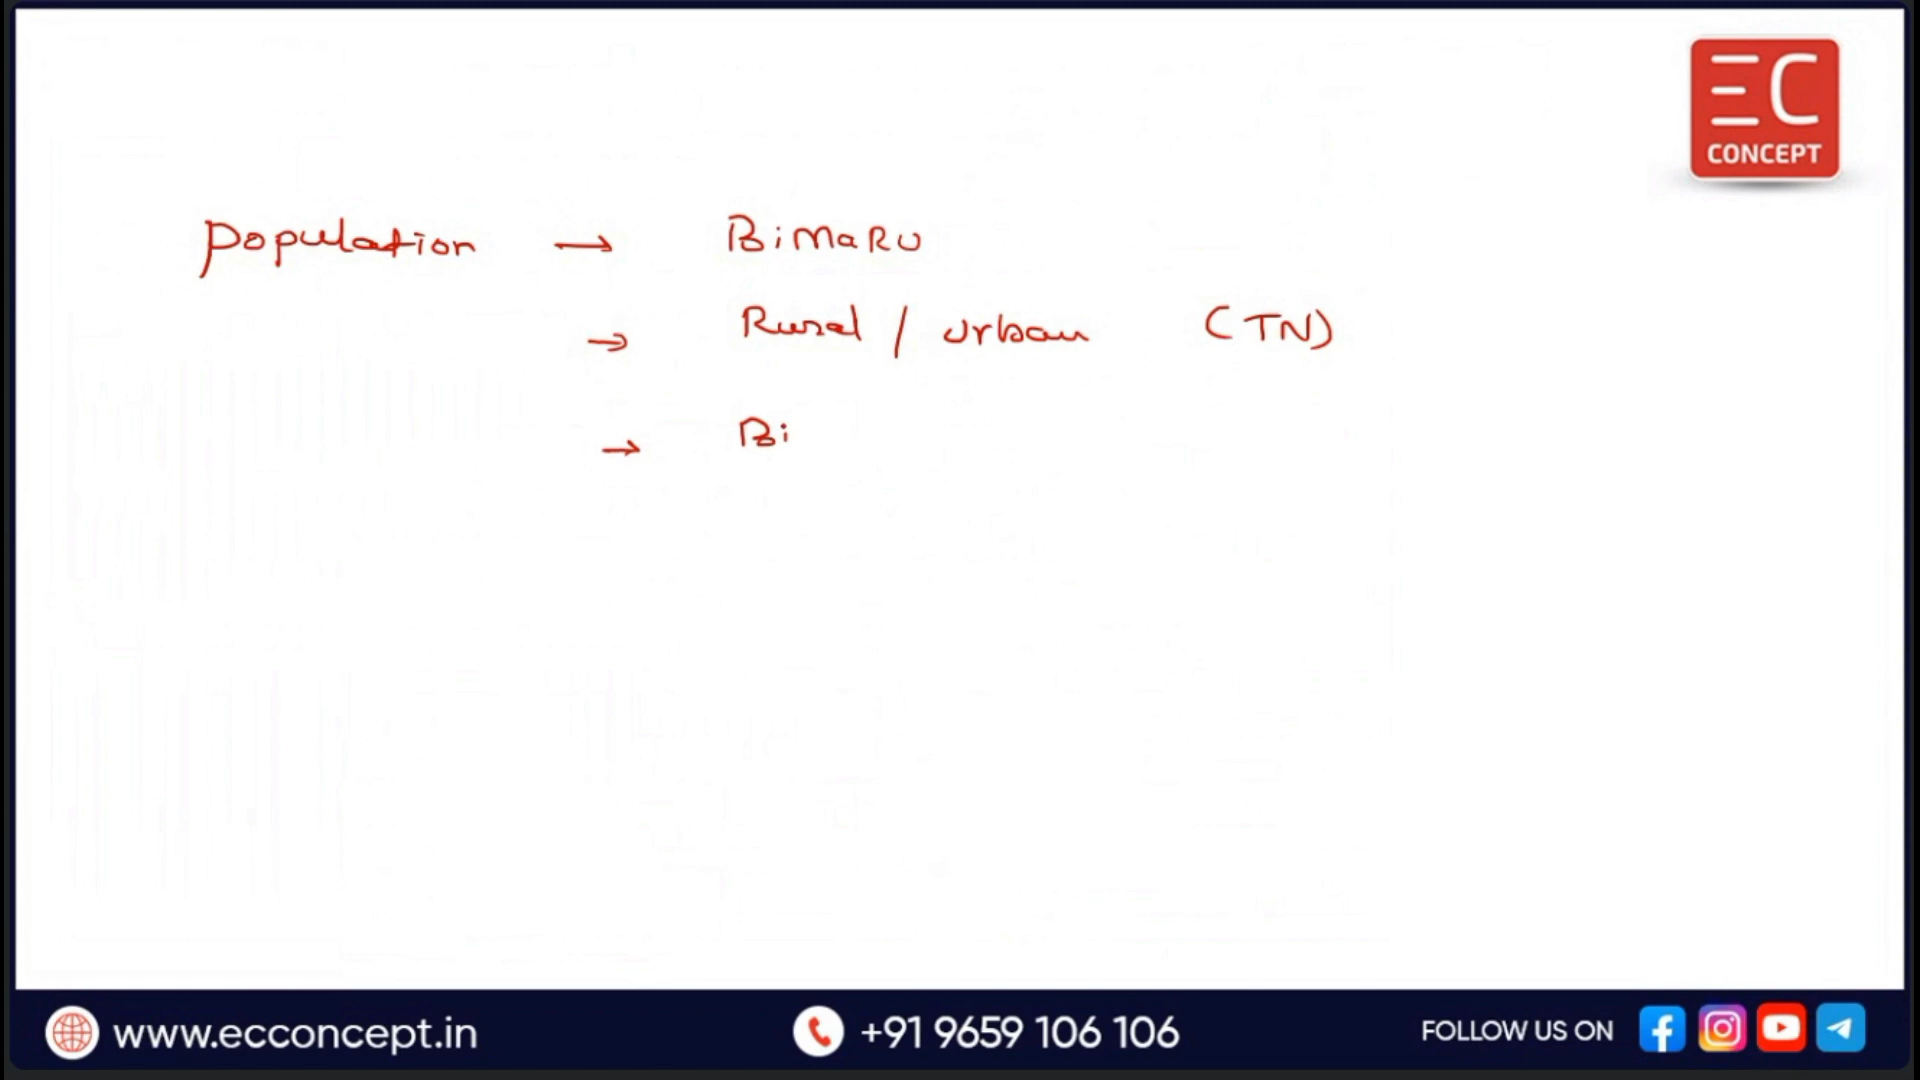 EC
CONCEPT
Population → BiMaRU
→ Rural / Urban (TN)
→ Bi
www.ecconcept.in +91 9659 106 106 FOLLOW US ON